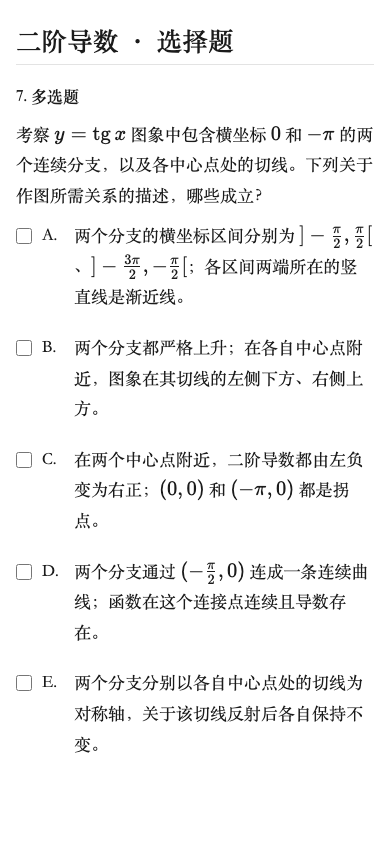 二阶导数 · 选择题
7. 多选题
考察 y = tg x 图象中包含横坐标 0 和 −π 的两
个连续分支，以及各中心点处的切线。下列关于
作图所需关系的描述，哪些成立?
A. 两个分支的横坐标区间分别为 ]−π/2, π/2[
、]−3π/2, −π/2[；各区间两端所在的竖
直线是渐近线。
B. 两个分支都严格上升；在各自中心点附
近，图象在其切线的左侧下方、右侧上
方。
C. 在两个中心点附近，二阶导数都由左负
变为右正；(0, 0) 和 (−π, 0) 都是拐
点。
D. 两个分支通过 (−π/2, 0) 连成一条连续曲
线；函数在这个连接点连续且导数存
在。
E. 两个分支分别以各自中心点处的切线为
对称轴，关于该切线反射后各自保持不
变。